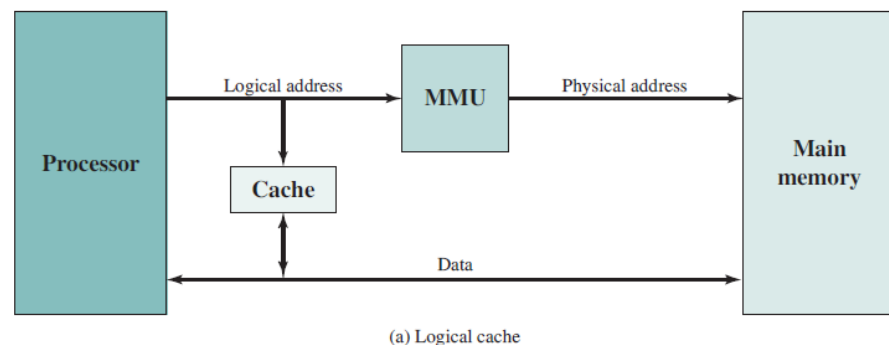 Logical address
MMU
Physical address
Processor
Cache
Main
memory
Data
(a) Logical cache